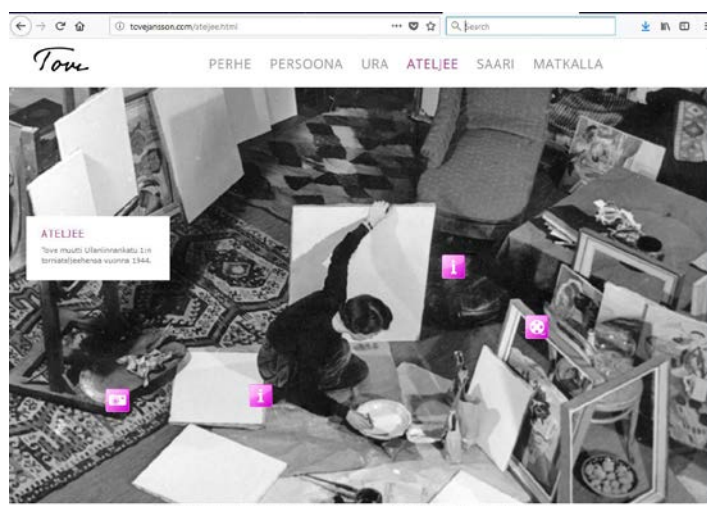 tovejansson.com/ateljee.html
Search
Tove
PERHE PERSOONA URA ATELJEE SAARI MATKALLA
ATELJEE
Tove muutti Ullanlinnankatu 1:n
torniateljeehensa vuonna 1944.